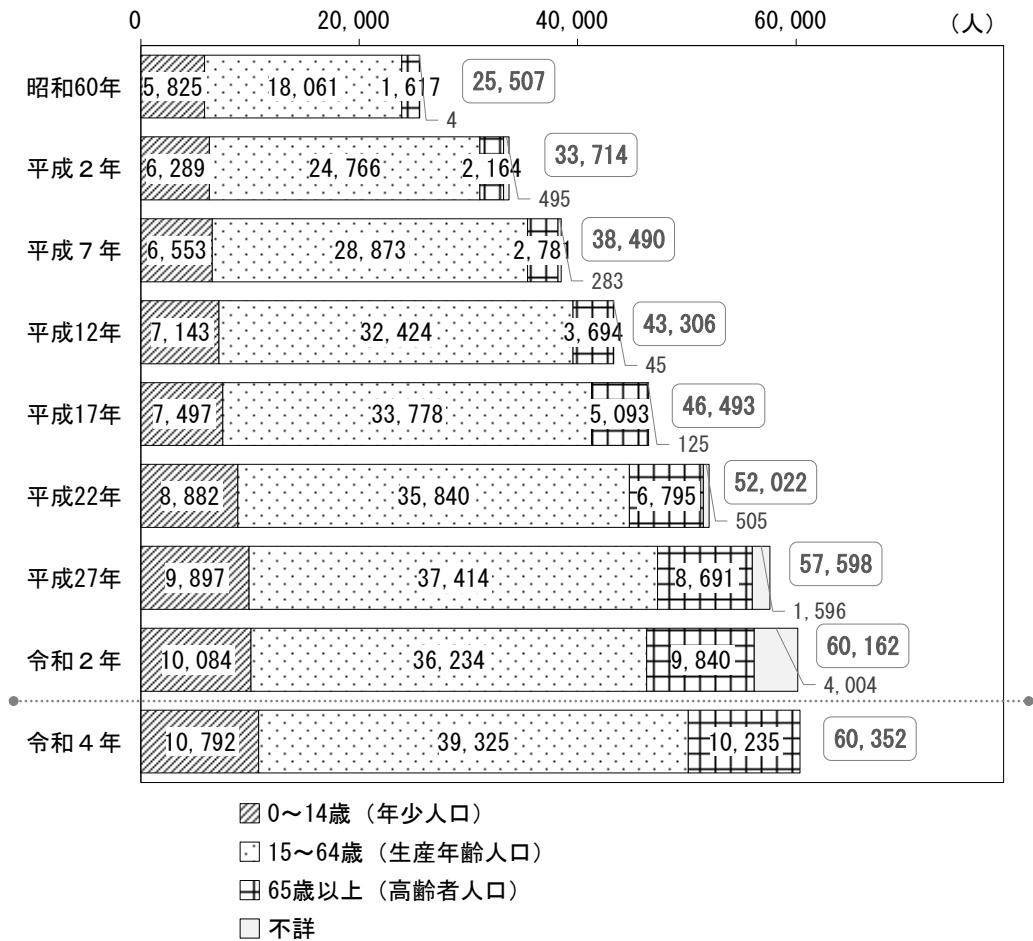 0 20,000 40,000 60,000 （人）
昭和60年 5,825 18,061 1,617 25,507
4
平成２年 6,289 24,766 2,164 33,714
495
平成７年 6,553 28,873 2,781 38,490
283
平成12年 7,143 32,424 3,694 43,306
45
平成17年 7,497 33,778 5,093 46,493
125
平成22年 8,882 35,840 6,795 52,022
505
平成27年 9,897 37,414 8,691 57,598
1,596
令和２年 10,084 36,234 9,840 60,162
4,004
令和４年 10,792 39,325 10,235 60,352
0～14歳（年少人口）
15～64歳（生産年齢人口）
65歳以上（高齢者人口）
不詳